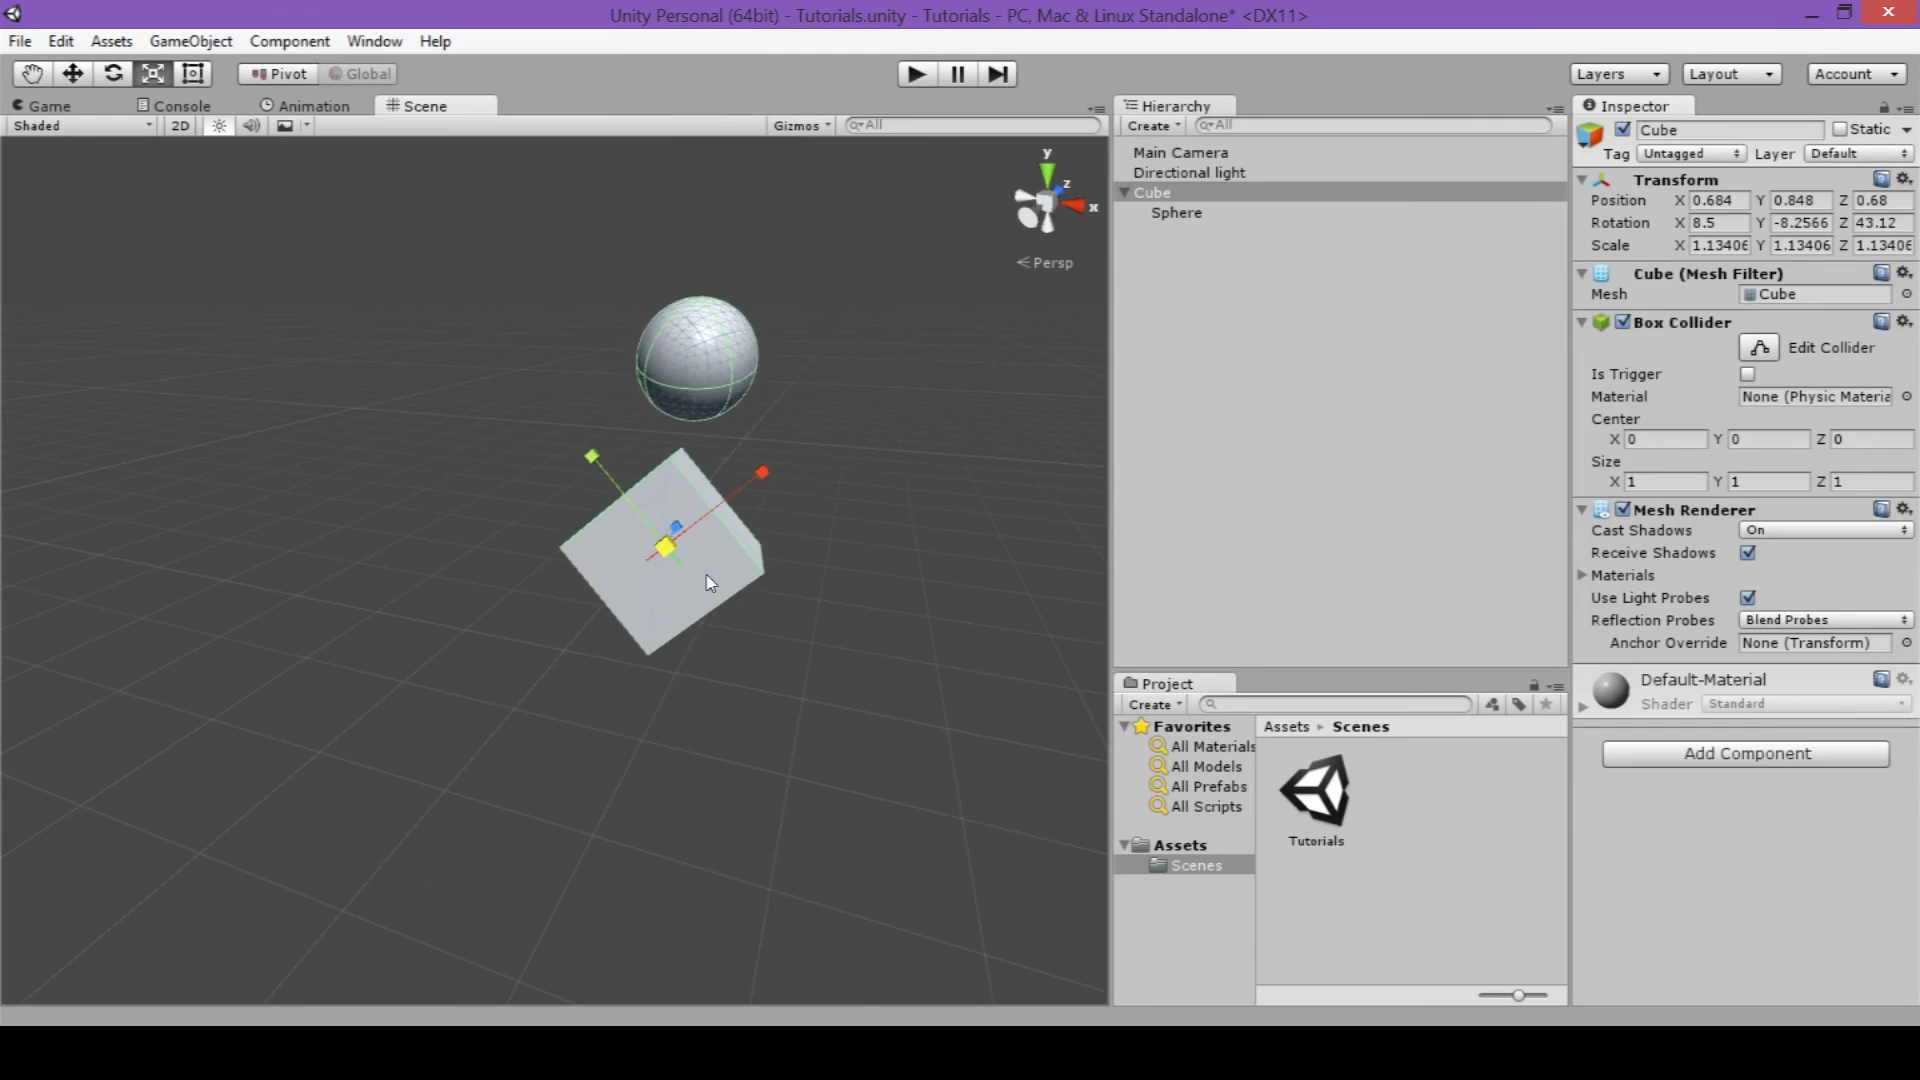 Unity Personal (64bit) - Tutorials.unity - Tutorials - PC, Mac & Linux Standalone* <DX11>
File Edit Assets GameObject Component Window Help
Pivot Global Layers Layout Account
Game Console Animation Scene
Shaded 2D Gizmos All
y
z
x
Persp
Hierarchy
Create All
Main Camera
Directional light
Cube
Sphere
Project
Create
Favorites
All Materials
All Models
All Prefabs
All Scripts
Assets
Scenes
Assets Scenes
Tutorials
Inspector
Cube Static
Tag Untagged Layer Default
Transform
Position X 0.684 Y 0.848 Z 0.68
Rotation X 8.5 Y -8.2566 Z 43.12
Scale X 1.13406 Y 1.13406 Z 1.13406
Cube (Mesh Filter)
Mesh Cube
Box Collider
Edit Collider
Is Trigger
Material None (Physic Materia
Center
X 0 Y 0 Z 0
Size
X 1 Y 1 Z 1
Mesh Renderer
Cast Shadows On
Receive Shadows
Materials
Use Light Probes
Reflection Probes Blend Probes
Anchor Override None (Transform)
Default-Material
Shader Standard
Add Component